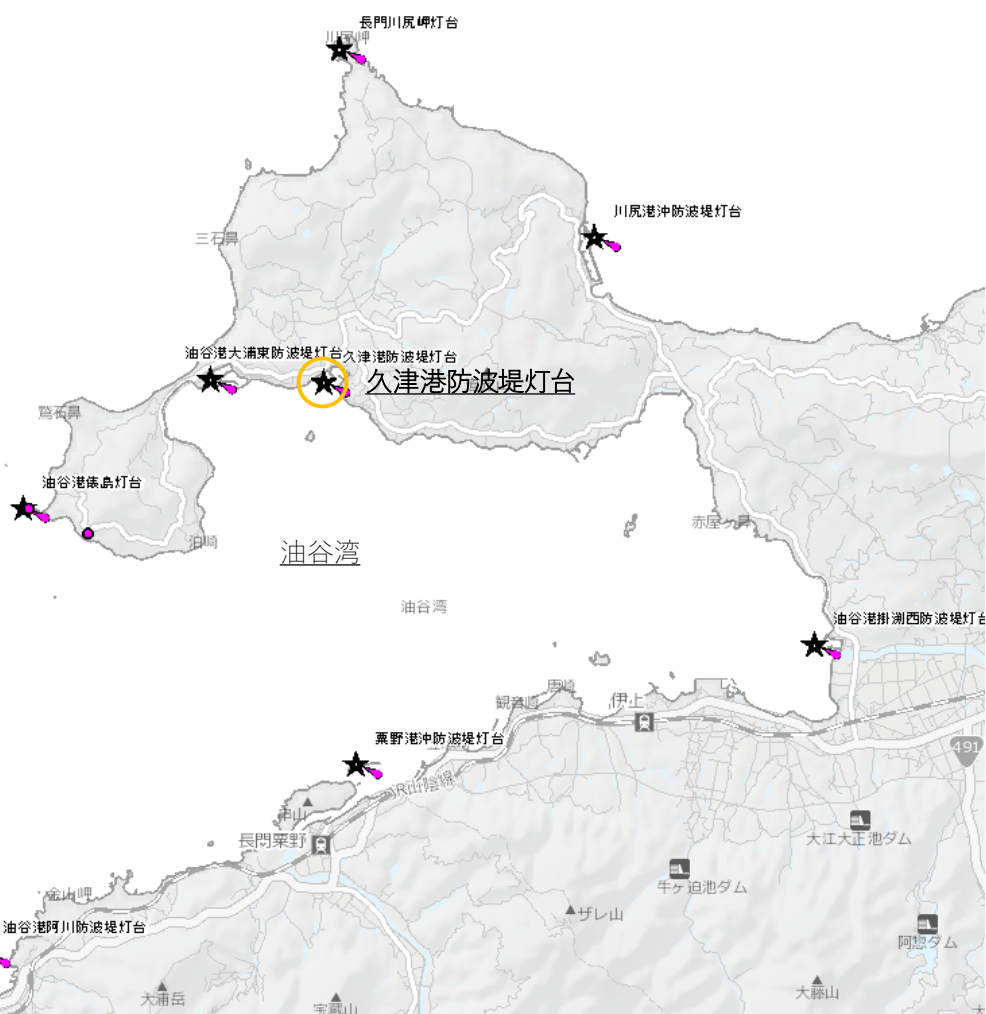 長門川尻岬灯台
川尻岬
川尻港沖防波堤灯台
三石鼻
油谷港大浦東防波堤灯台
久津港防波堤灯台
久津港防波堤灯台
鷲石鼻
油谷港俵島灯台
赤屋ヶ鼻
泊崎
油谷湾
油谷湾
油谷港掛渕西防波堤灯台
唐崎
観音崎
伊上
粟野港沖防波堤灯台
491
JR山陰線
串山
長門粟野
大江大正池ダム
牛ヶ迫池ダム
金山岬
ザレ山
油谷港阿川防波堤灯台
阿惣ダム
大浦岳
宝蔵山
大藤山